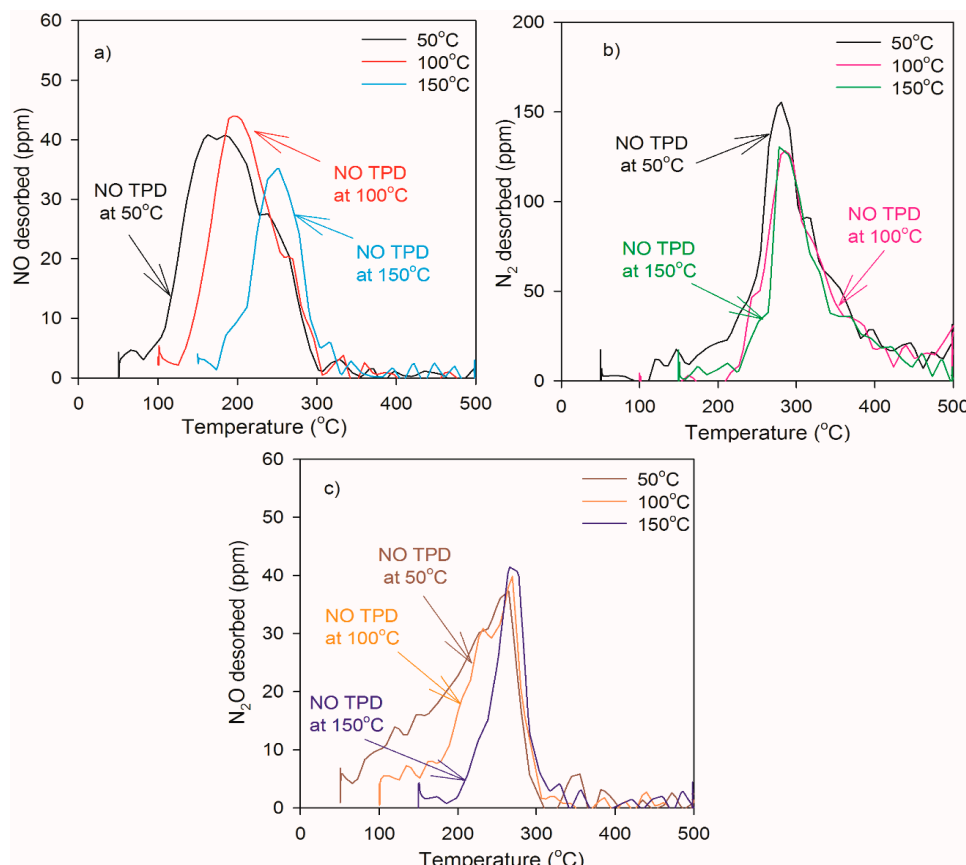 60
50
40
30
20
10
0
NO desorbed (ppm)
a)
50°C
100°C
150°C
NO TPD
at 50°C
NO TPD
at 100°C
NO TPD
at 150°C
0 100 200 300 400 500
Temperature (°C)
200
150
100
50
0
N₂ desorbed (ppm)
b)
50°C
100°C
150°C
NO TPD
at 50°C
NO TPD
at 100°C
NO TPD
at 150°C
0 100 200 300 400 500
Temperature (°C)
60
50
40
30
20
10
0
N₂O desorbed (ppm)
c)
50°C
100°C
150°C
NO TPD
at 50°C
NO TPD
at 100°C
NO TPD
at 150°C
0 100 200 300 400 500
Temperature (°C)